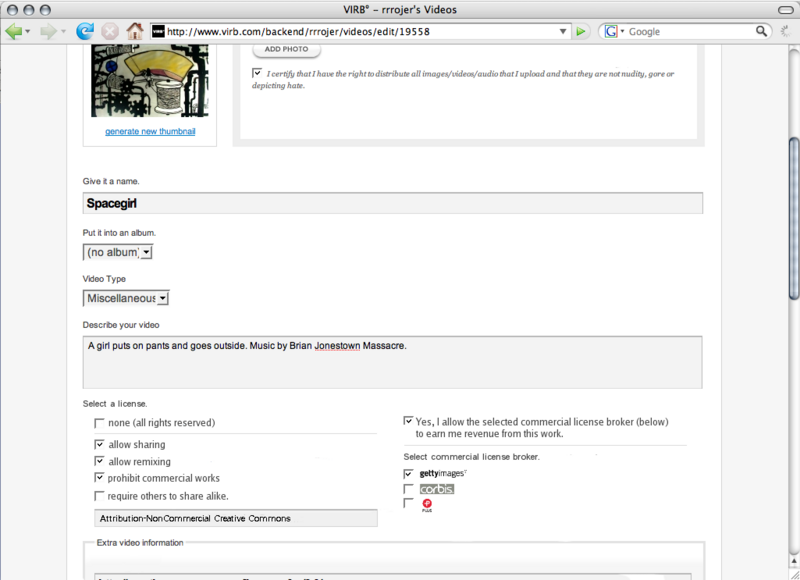 VIRB° – rrrojer's Videos
http://www.virb.com/backend/rrrojer/videos/edit/19558
G
Google
ADD PHOTO
I certify that I have the right to distribute all images/videos/audio that I upload and that they are not nudity, gore or
depicting hate.
generate new thumbnail
Give it a name.
Spacegirl
Put it into an album.
(no album)
Video Type
Miscellaneous
Describe your video
A girl puts on pants and goes outside. Music by Brian Jonestown Massacre.
Select a license.
none (all rights reserved)
allow sharing
allow remixing
prohibit commercial works
require others to share alike.
Attribution-NonCommercial Creative Commons
Yes, I allow the selected commercial license broker (below)
to earn me revenue from this work.
Select commercial license broker.
gettyimages
corbis
PLUS
Extra video information